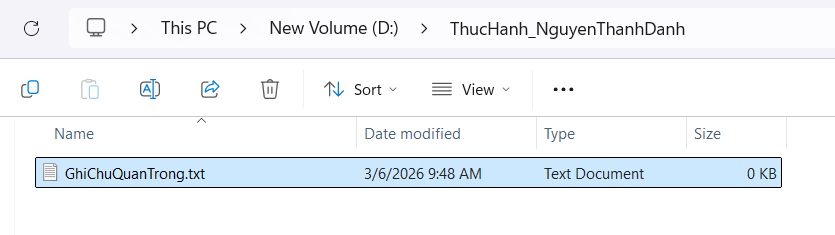 This PC New Volume (D:) ThucHanh_NguyenThanhDanh
Sort View
Name Date modified Type Size
GhiChuQuanTrong.txt 3/6/2026 9:48 AM Text Document 0 KB